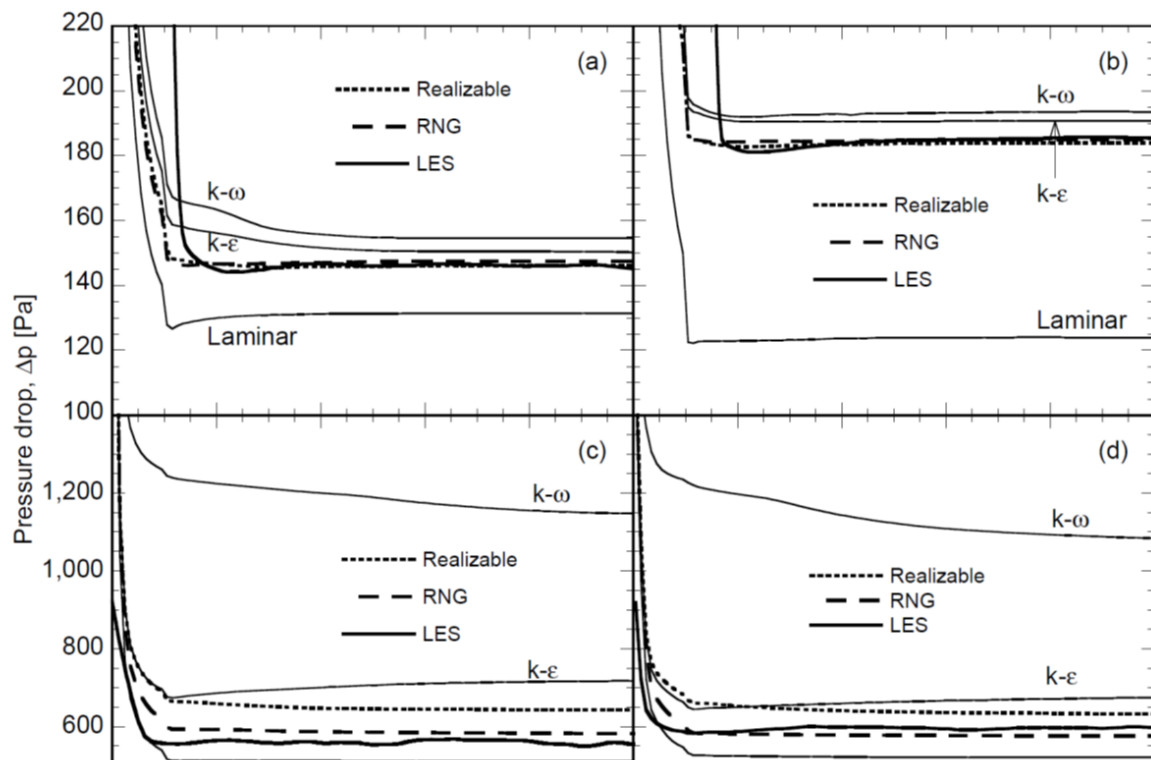 220
200
180
160
140
120
100
1,200
1,000
800
600
Pressure drop, Δp [Pa]
(a)
Realizable
RNG
LES
k-ω
k-ε
Laminar
(b)
k-ω
k-ε
Realizable
RNG
LES
Laminar
(c)
k-ω
Realizable
RNG
LES
k-ε
(d)
k-ω
Realizable
RNG
LES
k-ε